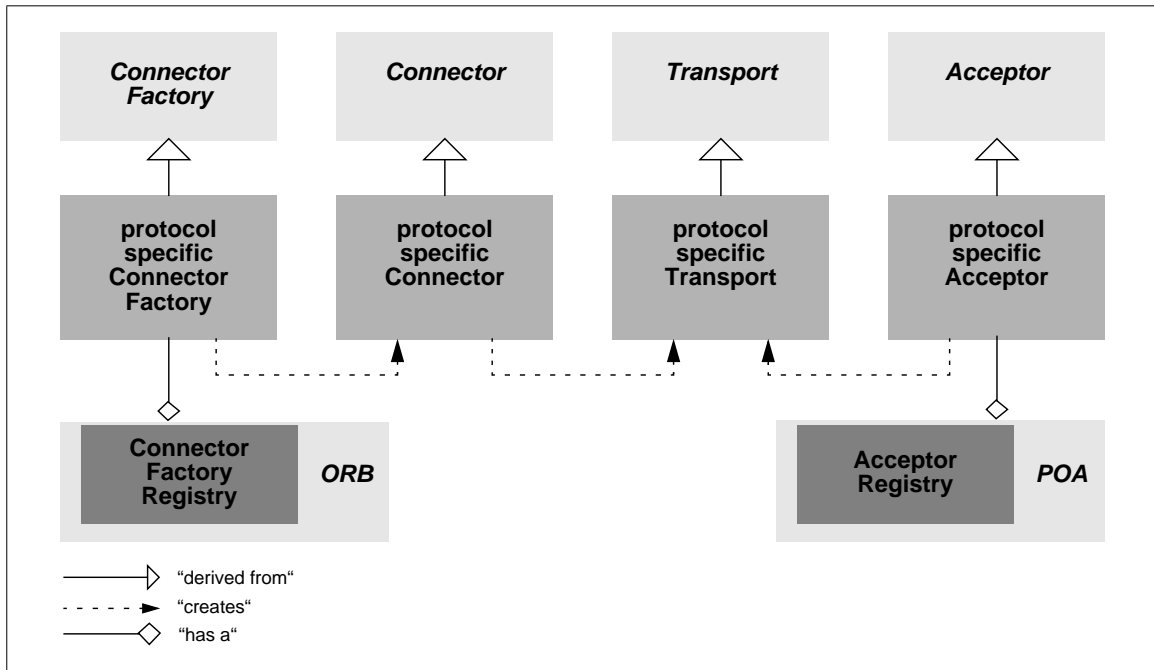 Connector
Factory
Connector
Transport
Acceptor
protocol
specific
Connector
Factory
protocol
specific
Connector
protocol
specific
Transport
protocol
specific
Acceptor
Connector
Factory
Registry
ORB
Acceptor
Registry
POA
“derived from“
“creates“
“has a“